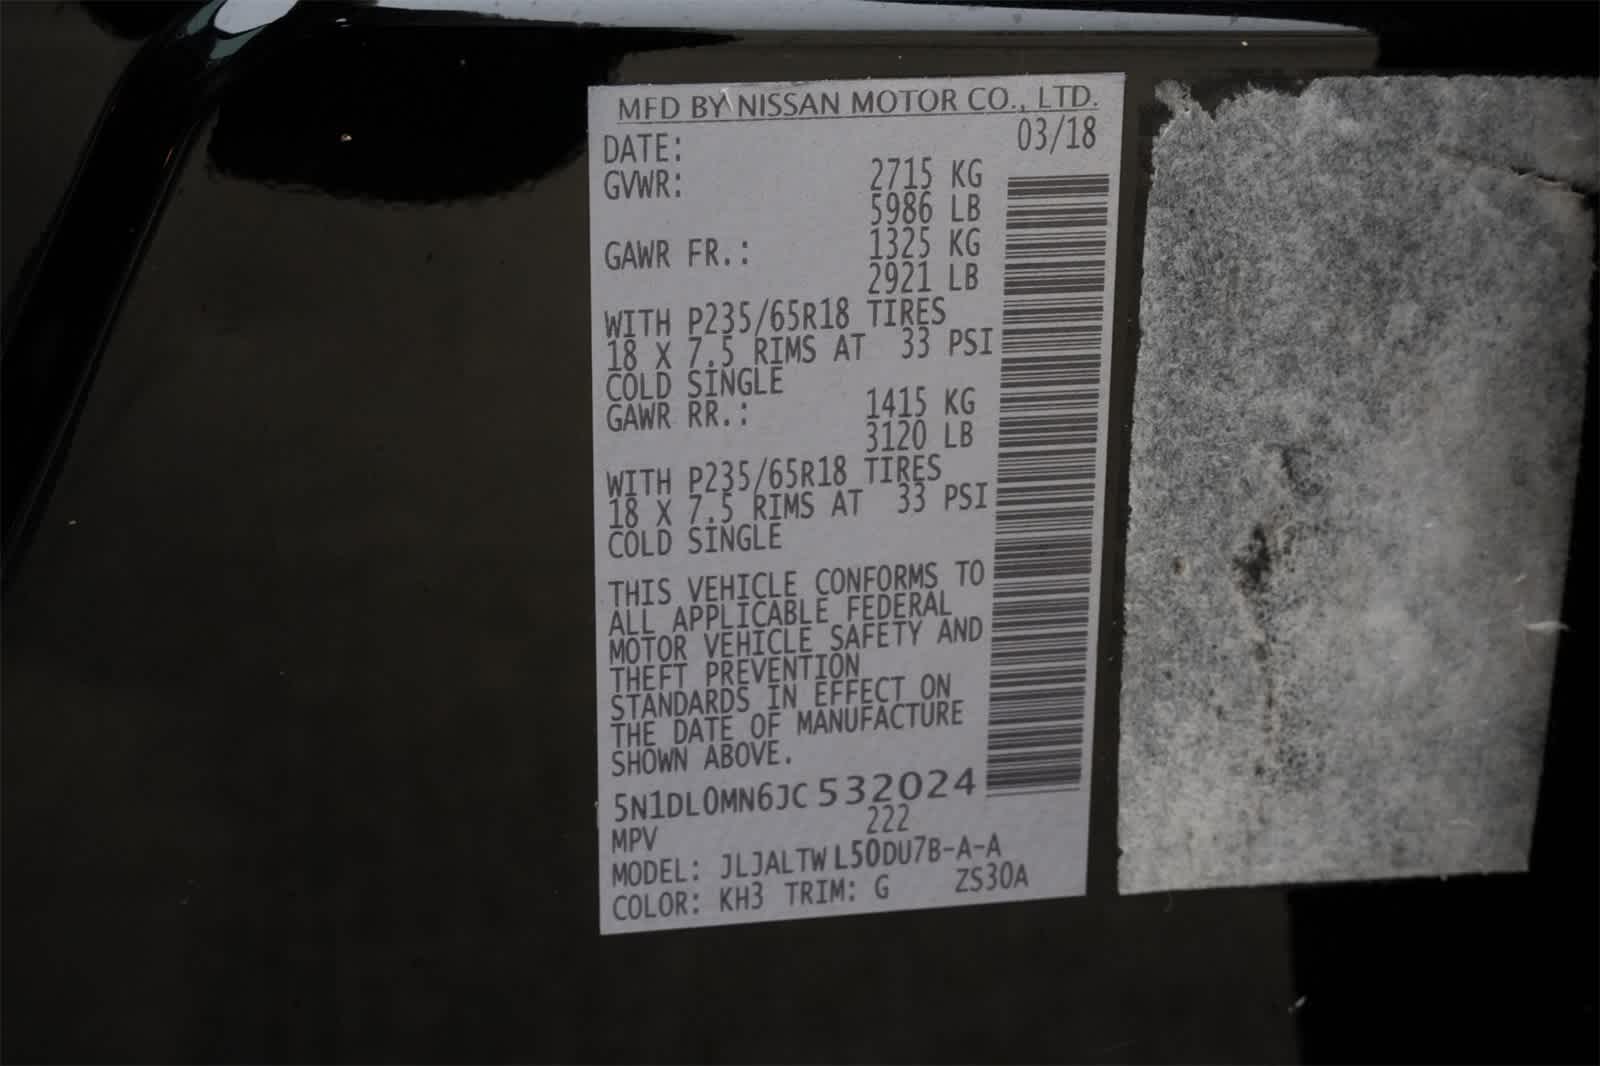 MFD BY NISSAN MOTOR CO., LTD.
DATE: 03/18
GVWR: 2715 KG
5986 LB
GAWR FR.: 1325 KG
2921 LB
WITH P235/65R18 TIRES
18 X 7.5 RIMS AT 33 PSI
COLD SINGLE
GAWR RR.: 1415 KG
3120 LB
WITH P235/65R18 TIRES
18 X 7.5 RIMS AT 33 PSI
COLD SINGLE
THIS VEHICLE CONFORMS TO
ALL APPLICABLE FEDERAL
MOTOR VEHICLE SAFETY AND
THEFT PREVENTION
STANDARDS IN EFFECT ON
THE DATE OF MANUFACTURE
SHOWN ABOVE.
5N1DL0MN6JC532024
MPV 222
MODEL: JLJALTWL50DU7B-A-A
COLOR: KH3 TRIM: G ZS30A